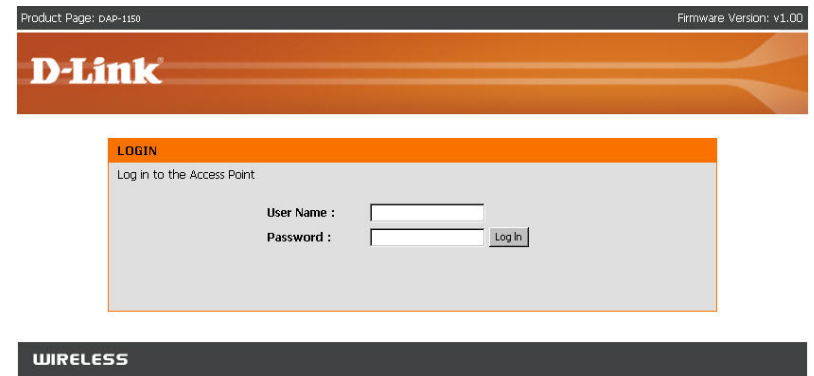 Product Page: DAP-1150 Firmware Version: v1.00
D-Link®
LOGIN
Log in to the Access Point
User Name :
Password : Log In
WIRELESS